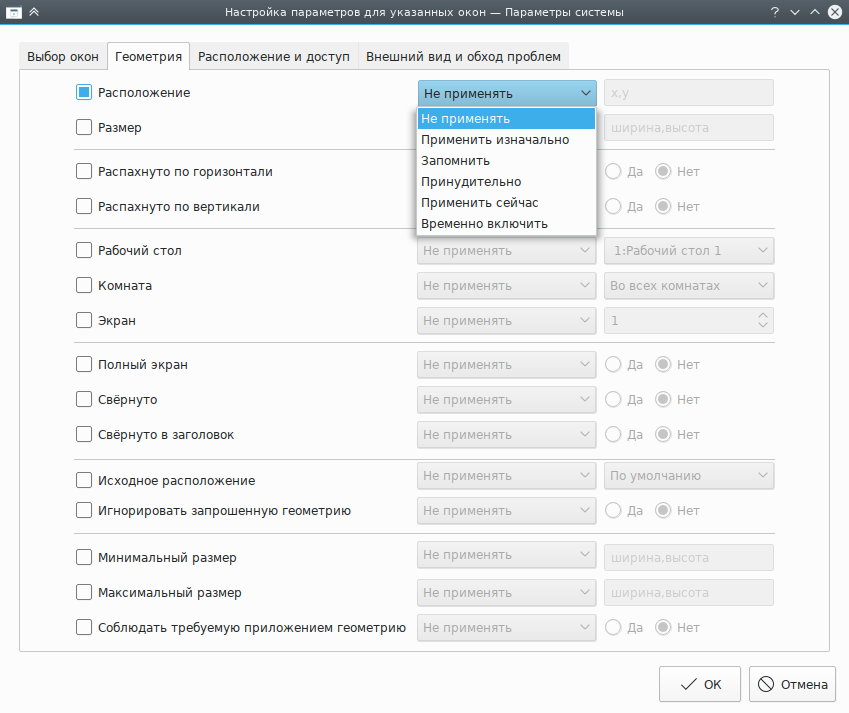 Настройка параметров для указанных окон — Параметры системы
Выбор окон Геометрия Расположение и доступ Внешний вид и обход проблем
Расположение Не применять x,y
Не применять
Размер ширина,высота
Применить изначально
Запомнить
Распахнуто по горизонтали Да Нет
Принудительно
Применить сейчас
Распахнуто по вертикали Да Нет
Временно включить
Рабочий стол Не применять 1:Рабочий стол 1
Комната Не применять Во всех комнатах
Экран Не применять 1
Полный экран Не применять Да Нет
Свёрнуто Не применять Да Нет
Свёрнуто в заголовок Не применять Да Нет
Исходное расположение Не применять По умолчанию
Игнорировать запрошенную геометрию Не применять Да Нет
Минимальный размер Не применять ширина,высота
Максимальный размер Не применять ширина,высота
Соблюдать требуемую приложением геометрию Не применять Да Нет
ОК Отмена